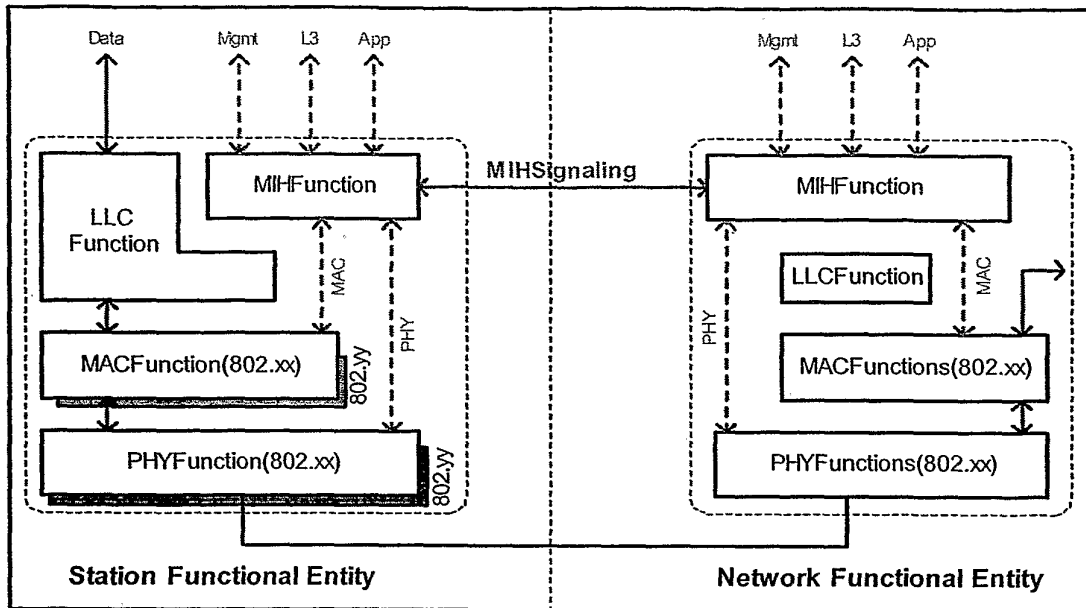 Data
Mgmt
L3
App
Mgmt
L3
App
LLC
Function
MIHFunction
MIHSignaling
MIHFunction
MAC
PHY
LLCFunction
PHY
MAC
MACFunction(802.xx)
802.yy
MACFunctions(802.xx)
PHYFunction(802.xx)
802.yy
PHYFunctions(802.xx)
Station Functional Entity
Network Functional Entity